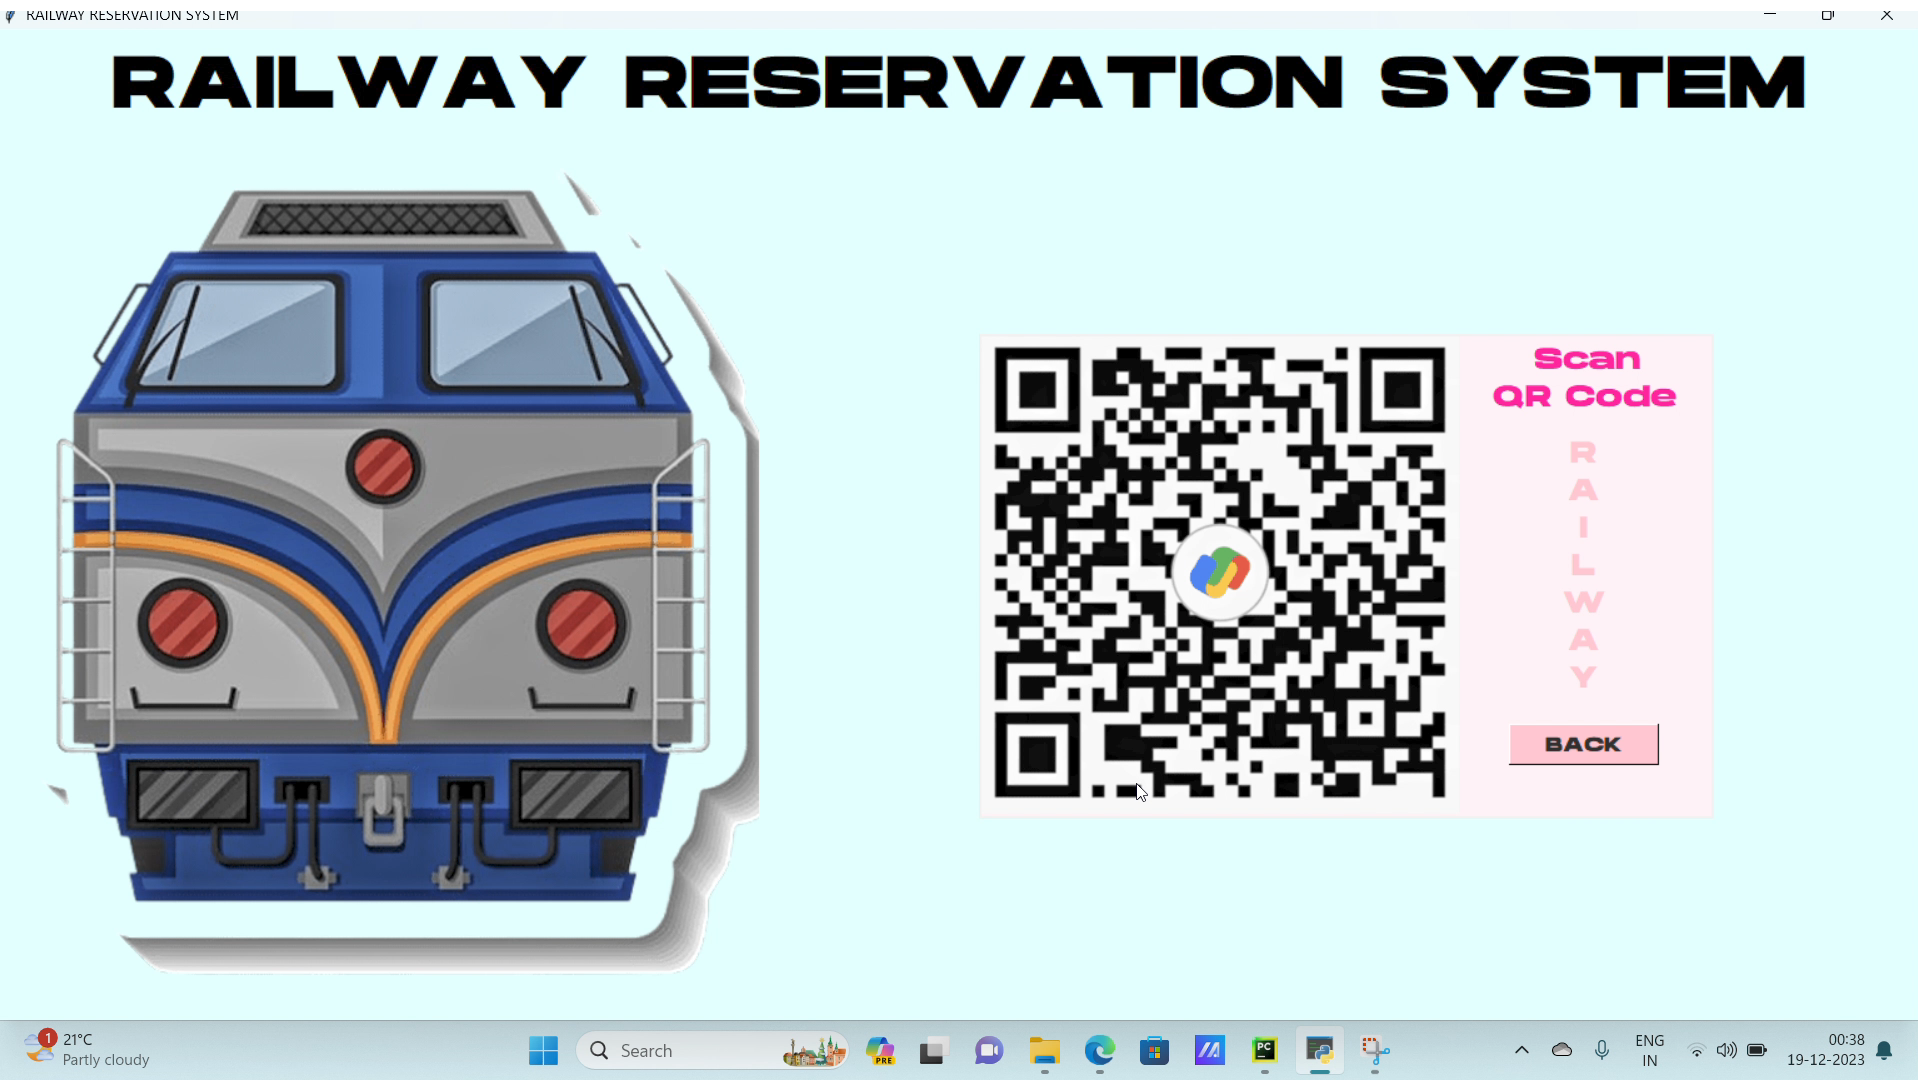 RAILWAY RESERVATION SYSTEM
RAILWAY RESERVATION SYSTEM
Scan
QR Code
R
A
I
L
W
A
Y
BACK
1
21°C
Partly cloudy
Search
PRE
PC
ENG
IN
00:38
19-12-2023